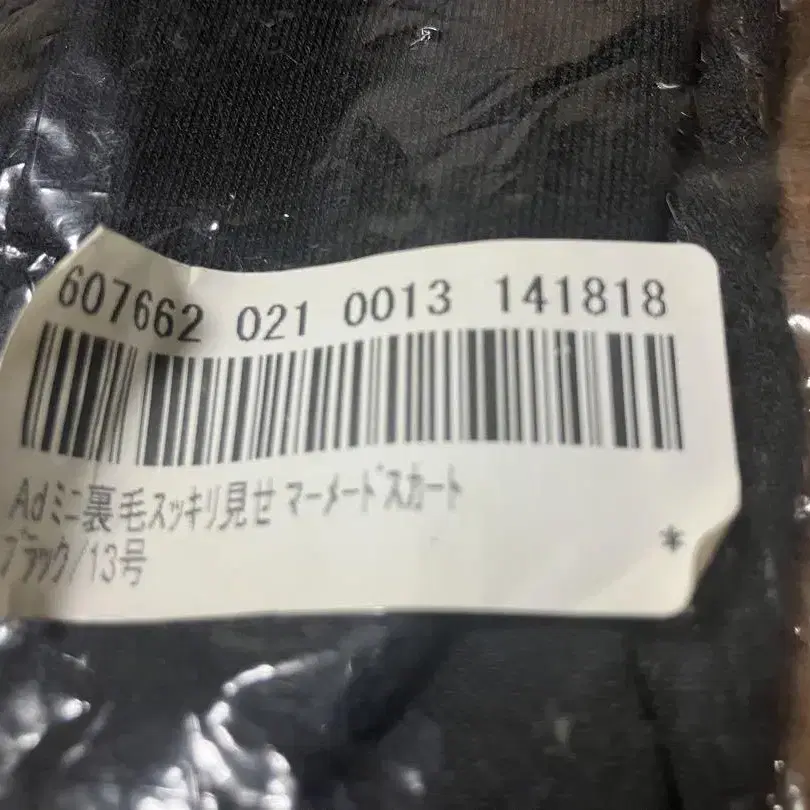 607662 021 0013 141818
Adミニ裏毛スッキリ見せ マーメードスカート
ブラック/13号
*